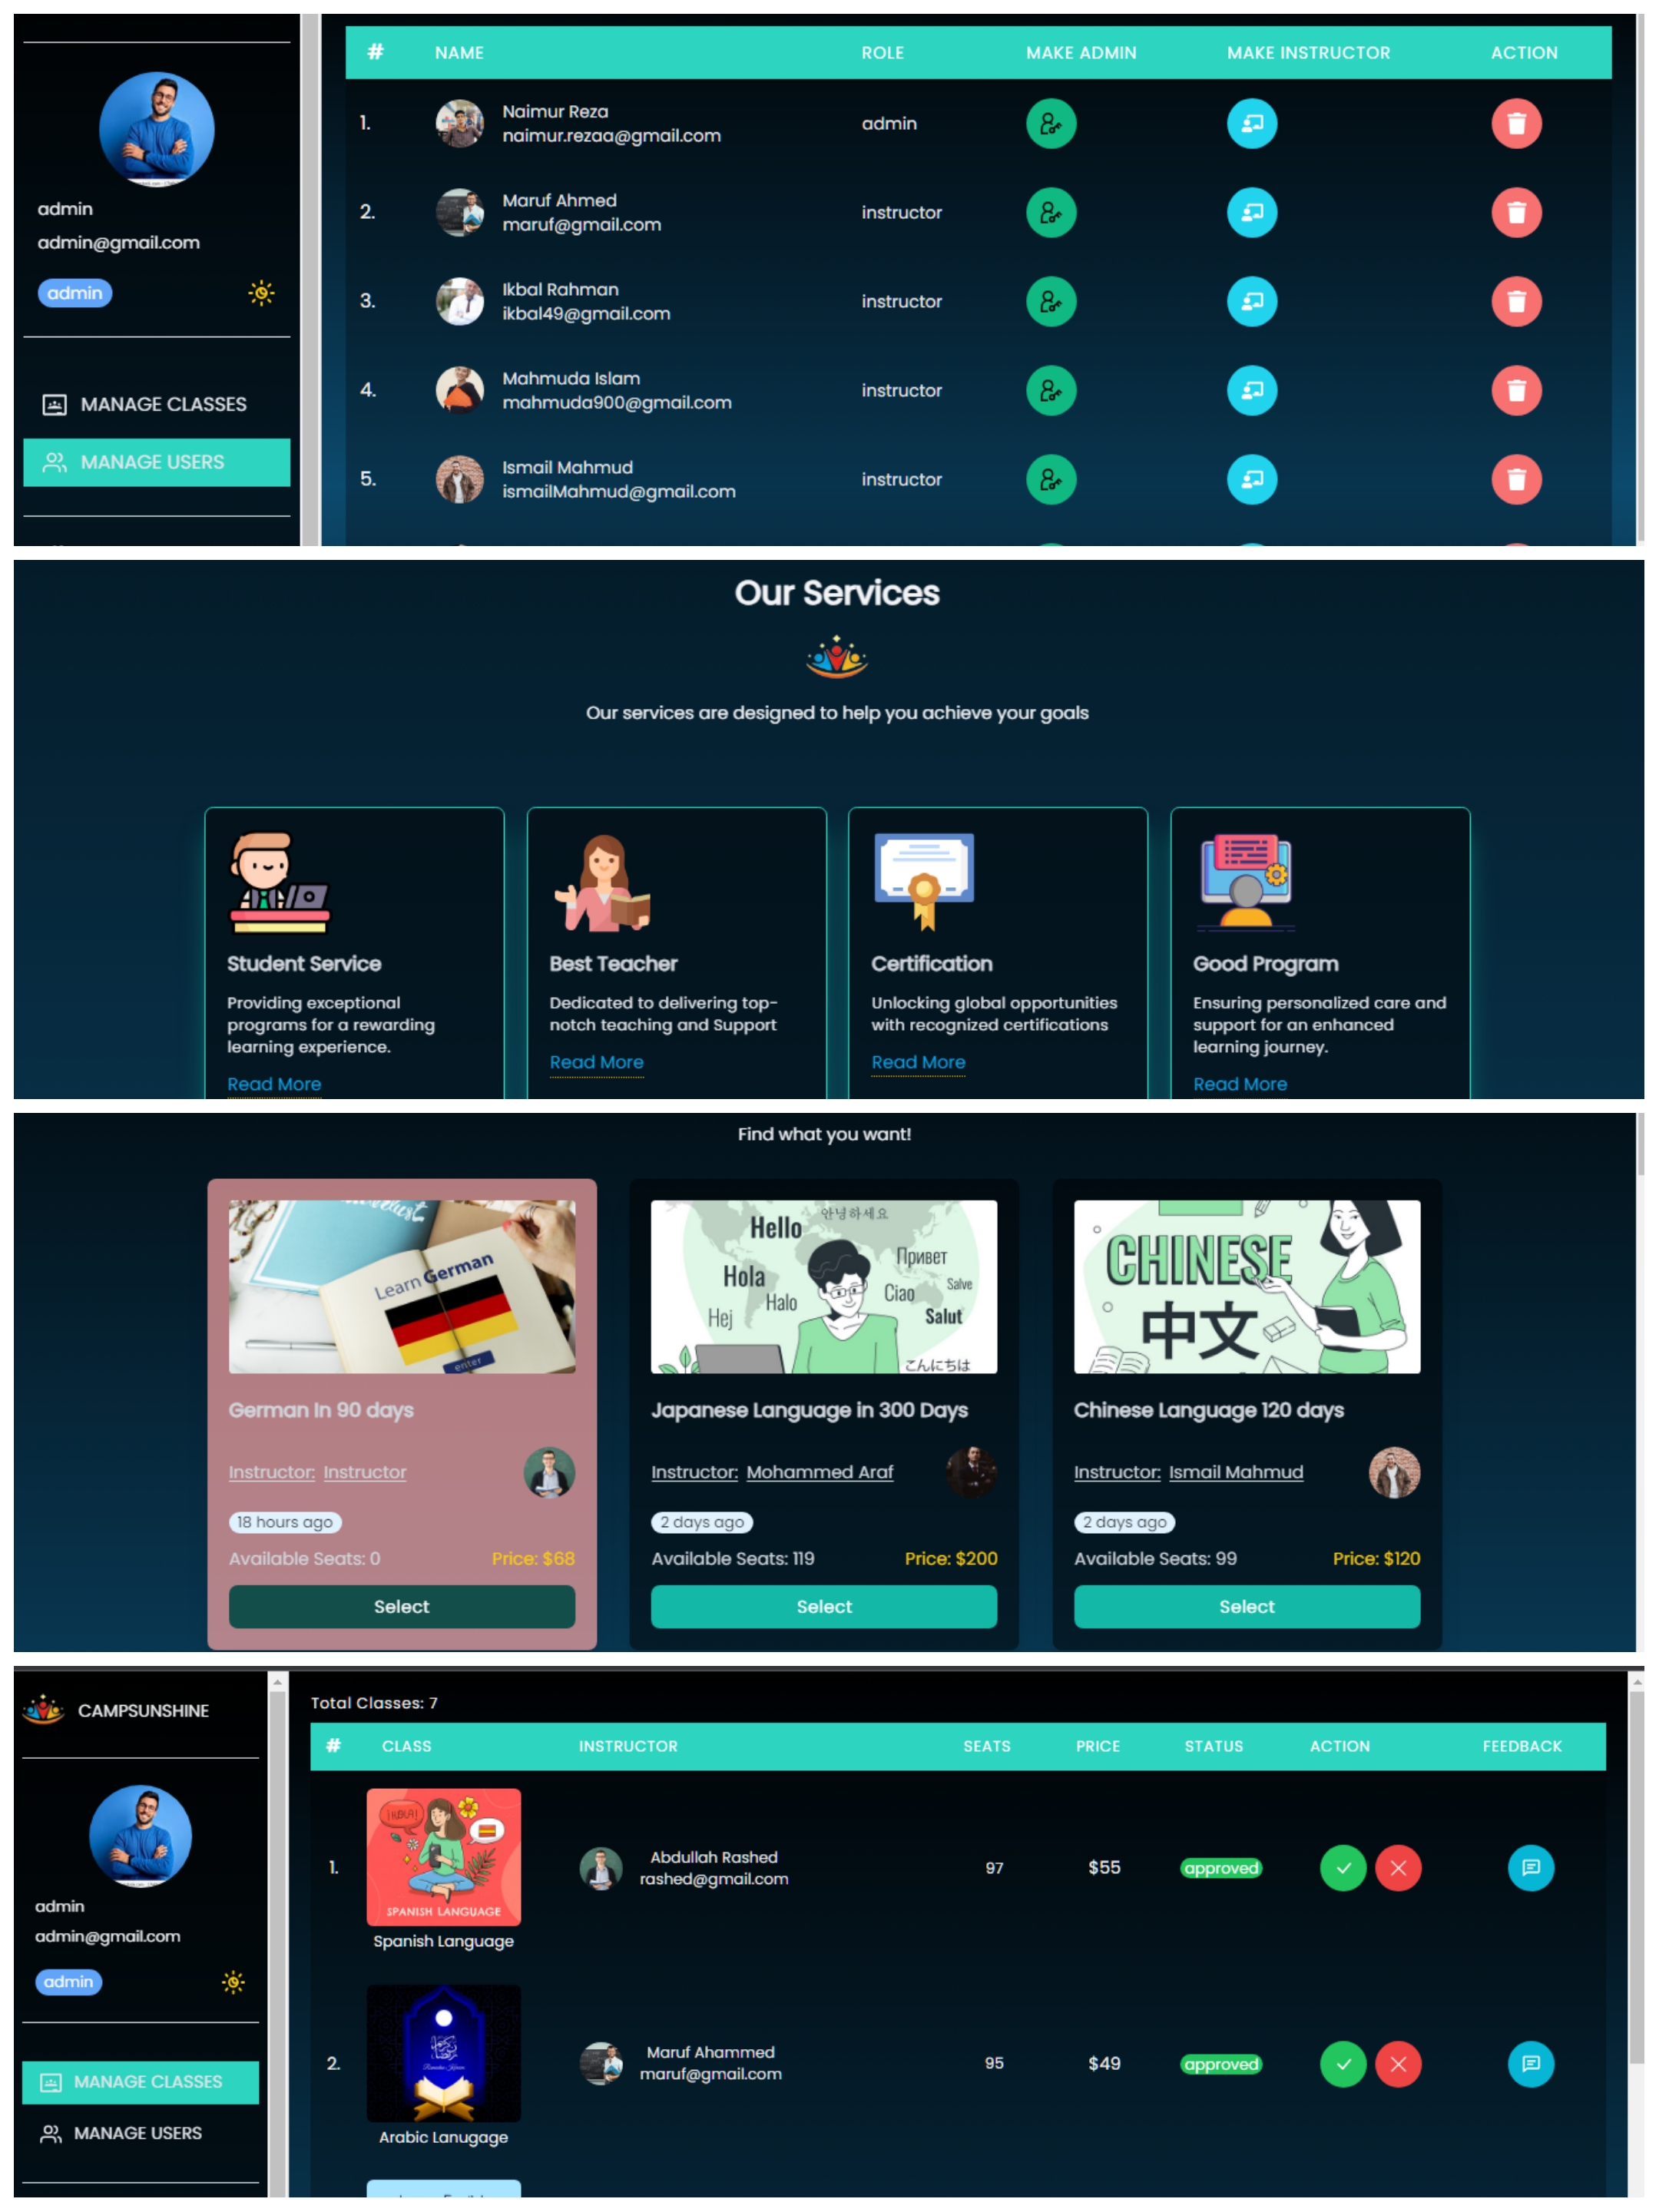 # NAME ROLE MAKE ADMIN MAKE INSTRUCTOR ACTION
1. Naimur Reza
naimur.rezaa@gmail.com admin
2. Maruf Ahmed
maruf@gmail.com instructor
3. Ikbal Rahman
ikbal49@gmail.com instructor
4. Mahmuda Islam
mahmuda900@gmail.com instructor
5. Ismail Mahmud
ismailMahmud@gmail.com instructor
admin
admin@gmail.com
admin
MANAGE CLASSES
MANAGE USERS
Our Services
Our services are designed to help you achieve your goals
Student Service
Providing exceptional
programs for a rewarding
learning experience.
Read More
Best Teacher
Dedicated to delivering top-
notch teaching and Support
Read More
Certification
Unlocking global opportunities
with recognized certifications
Read More
Good Program
Ensuring personalized care and
support for an enhanced
learning journey.
Read More
Find what you want!
Learn German
enter
German In 90 days
Instructor: Instructor
18 hours ago
Available Seats: 0 Price: $68
Select
안녕하세요
Hello
Привет
Hola
Salve
Ciao
Halo
Hej
Salut
こんにちは
Japanese Language in 300 Days
Instructor: Mohammed Araf
2 days ago
Available Seats: 119 Price: $200
Select
CHINESE
中文
Chinese Language 120 days
Instructor: Ismail Mahmud
2 days ago
Available Seats: 99 Price: $120
Select
CAMPSUNSHINE
admin
admin@gmail.com
admin
MANAGE CLASSES
MANAGE USERS
Total Classes: 7
# CLASS INSTRUCTOR SEATS PRICE STATUS ACTION FEEDBACK
1. Abdullah Rashed
rashed@gmail.com 97 $55 approved
¡HOLA!
SPANISH LANGUAGE
Spanish Language
2. Maruf Ahammed
maruf@gmail.com 95 $49 approved
Arabic Lanugage